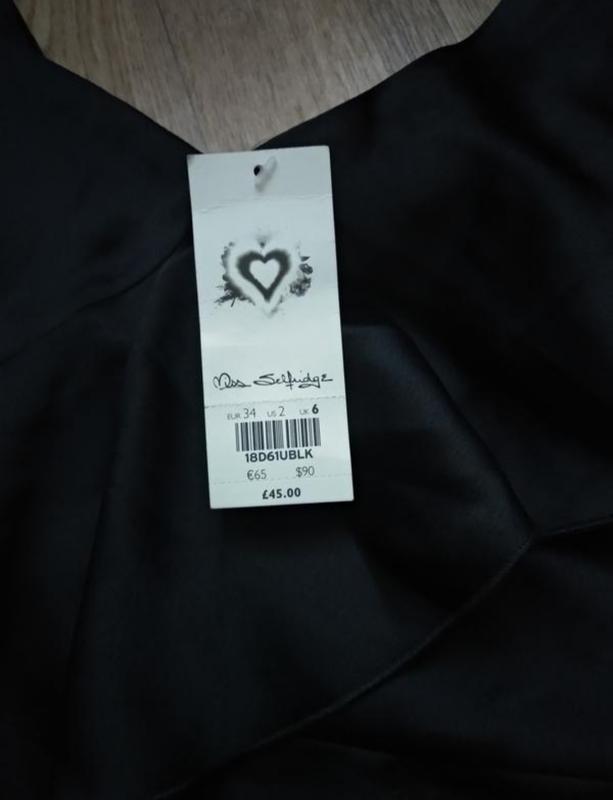 Miss Selfridge
EUR 34 US 2 UK 6
18D61UBLK
€65 $90
£45.00